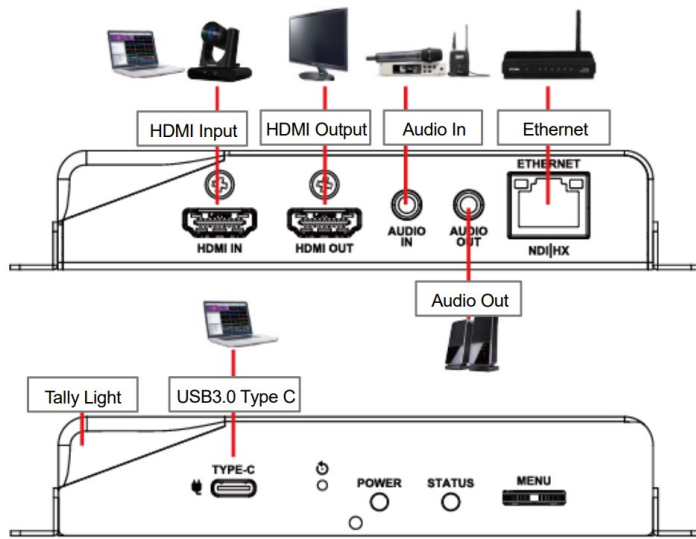 HDMI Input
HDMI Output
Audio In
Ethernet
ETHERNET
HDMI IN
HDMI OUT
AUDIO
IN
AUDIO
OUT
NDI|HX
Audio Out
Tally Light
USB3.0 Type C
TYPE-C
POWER
STATUS
MENU